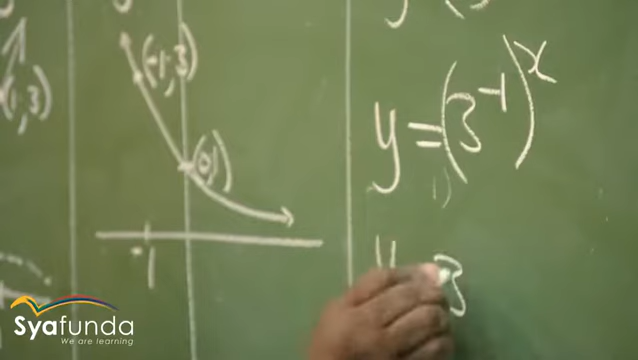 (1;3)
(-1;3)
(0;1)
-1
y=(3^-1)^x
y 3
Syafunda
We are learning